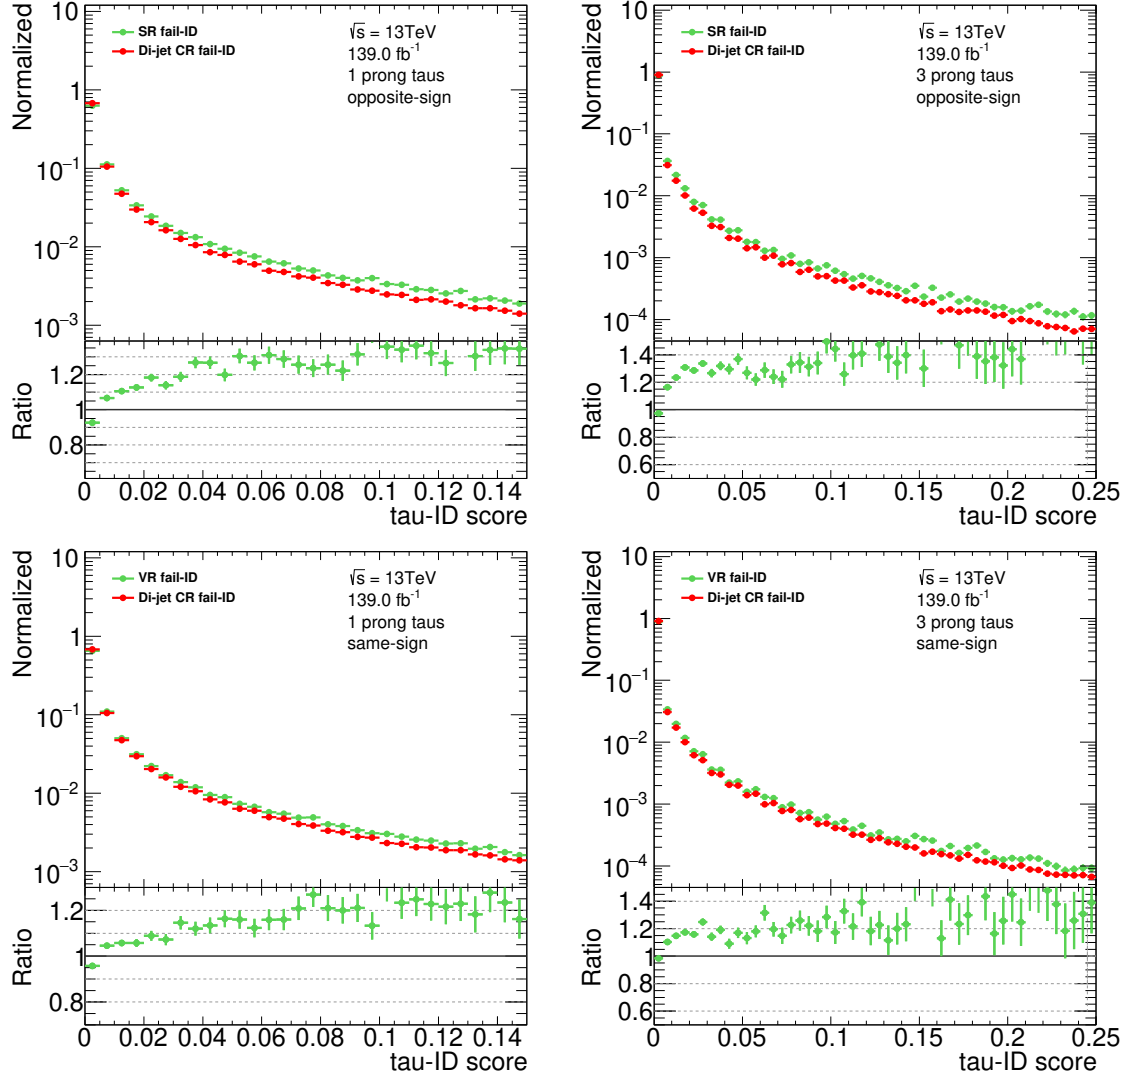 Normalized
10
1
10⁻¹
10⁻²
10⁻³
SR fail-ID
Di-jet CR fail-ID
√s = 13TeV
139.0 fb⁻¹
1 prong taus
opposite-sign
Ratio
1.2
1
0.8
0 0.02 0.04 0.06 0.08 0.1 0.12 0.14
tau-ID score
Normalized
10
1
10⁻¹
10⁻²
10⁻³
10⁻⁴
SR fail-ID
Di-jet CR fail-ID
√s = 13TeV
139.0 fb⁻¹
3 prong taus
opposite-sign
Ratio
1.4
1.2
1
0.8
0.6
0 0.05 0.1 0.15 0.2 0.25
tau-ID score
Normalized
10
1
10⁻¹
10⁻²
10⁻³
VR fail-ID
Di-jet CR fail-ID
√s = 13TeV
139.0 fb⁻¹
1 prong taus
same-sign
Ratio
1.2
1
0.8
0 0.02 0.04 0.06 0.08 0.1 0.12 0.14
tau-ID score
Normalized
10
1
10⁻¹
10⁻²
10⁻³
10⁻⁴
VR fail-ID
Di-jet CR fail-ID
√s = 13TeV
139.0 fb⁻¹
3 prong taus
same-sign
Ratio
1.4
1.2
1
0.8
0.6
0 0.05 0.1 0.15 0.2 0.25
tau-ID score